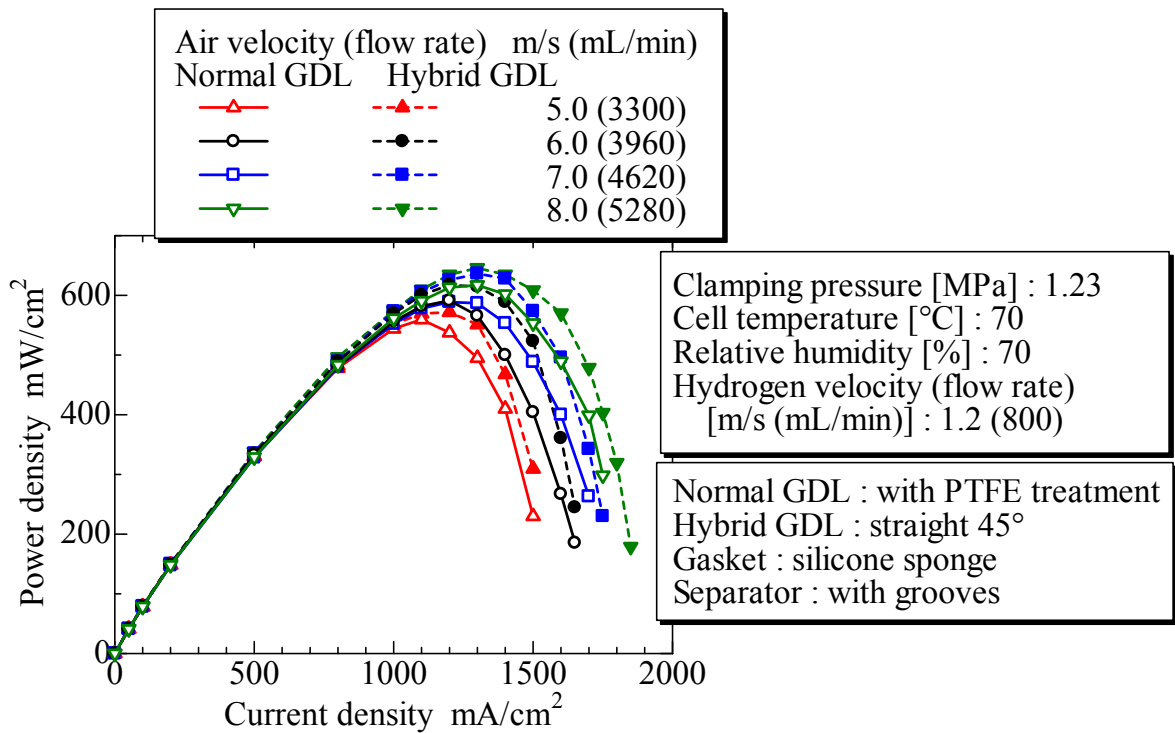 Air velocity (flow rate) m/s (mL/min)
Normal GDL Hybrid GDL
5.0 (3300)
6.0 (3960)
7.0 (4620)
8.0 (5280)
Power density mW/cm²
600
400
200
0
0 500 1000 1500 2000
Current density mA/cm²
Clamping pressure [MPa] : 1.23
Cell temperature [°C] : 70
Relative humidity [%] : 70
Hydrogen velocity (flow rate)
[m/s (mL/min)] : 1.2 (800)
Normal GDL : with PTFE treatment
Hybrid GDL : straight 45°
Gasket : silicone sponge
Separator : with grooves